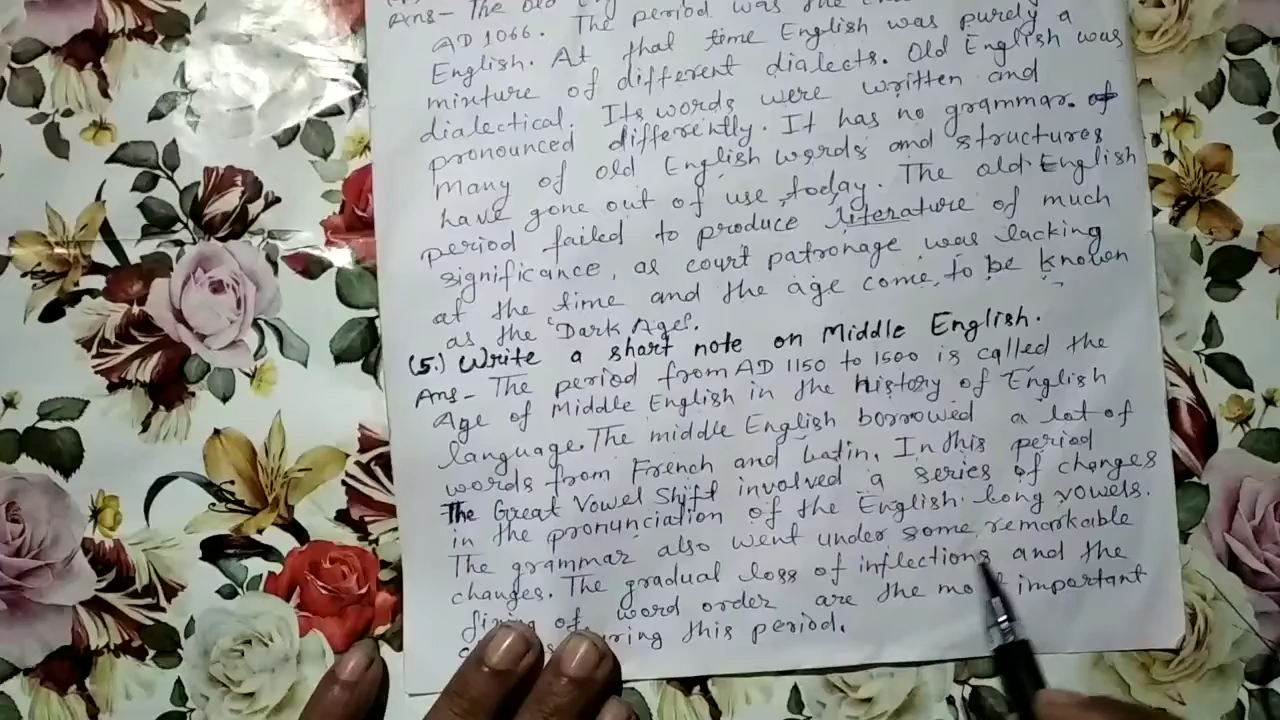 Ans- The Old
AD 1066. The period was the
English. At that time English was purely a
mixture of different dialects. Old English was
dialectical. Its words were written and
pronounced differently. It has no grammar.
Many of old English words and structures
have gone out of use today. The old English
period failed to produce literature of much
significance, as court patronage was lacking
at the time and the age come to be known
as the 'Dark Ages'.
(5.) Write a short note on Middle English.
Ans- The period from AD 1150 to 1500 is called the
Age of Middle English in the History of English
language. The middle English borrowed a lot of
words from French and Latin. In this period
The Great Vowel Shift involved a series of changes
in the pronunciation of the English long vowels.
The grammar also went under some remarkable
changes. The gradual loss of inflections and the
of word order are the important
this period.